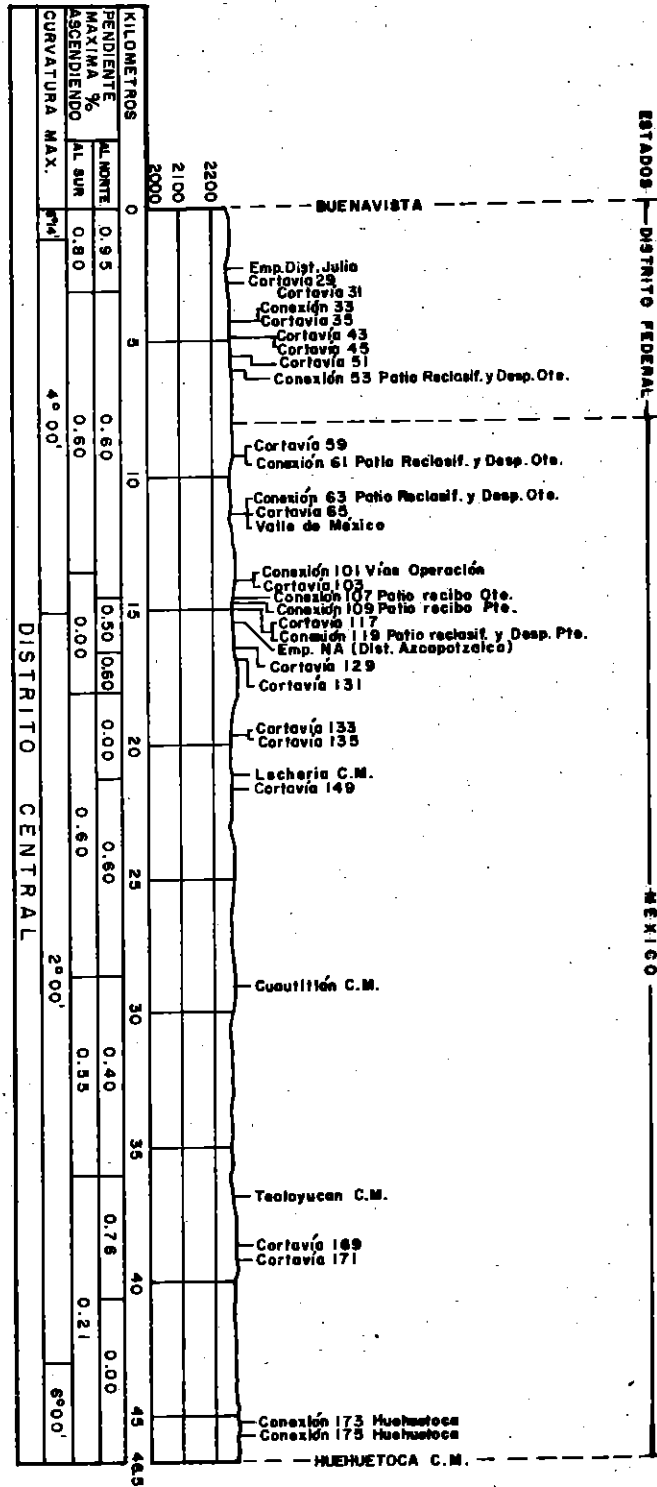 ESTADOS
DISTRITO FEDERAL
MEXICO
BUENAVISTA
Emp. Dist. Julia
Cortavía 29
Cortavía 31
Conexión 33
Cortavía 35
Cortavía 43
Cortavía 45
Cortavía 51
Conexión 53 Patio Reclasif. y Desp. Ote.
Cortavía 59
Conexión 61 Patio Reclasif. y Desp. Ote.
Conexión 63 Patio Reclasif. y Desp. Ote.
Cortavía 65
Valle de México
Conexión 101 Vías Operación
Cortavía 103
Conexión 107 Patio recibo Ote.
Conexión 109 Patio recibo Pte.
Cortavía 117
Conexión 119 Patio reclasif. y Desp. Pte.
Emp. NA (Dist. Azcapotzalco)
Cortavía 129
Cortavía 131
Cortavía 133
Cortavía 135
Lechería C.M.
Cortavía 149
Cuautitlán C.M.
Teoloyucan C.M.
Cortavía 169
Cortavía 171
Conexión 173 Huehuetoca
Conexión 175 Huehuetoca
HUEHUETOCA C.M.
2200
2100
2000
KILOMETROS 0 5 10 15 20 25 30 35 40 45 46.5
PENDIENTE MAXIMA % ASCENDIENDO
AL NORTE 0.95 0.60 0.50 0.60 0.00 0.60 0.40 0.76 0.00
AL SUR 0.80 0.60 0.00 0.60 0.55 0.21
CURVATURA MAX. 4°00' 2°00' 6°00'
DISTRITO CENTRAL